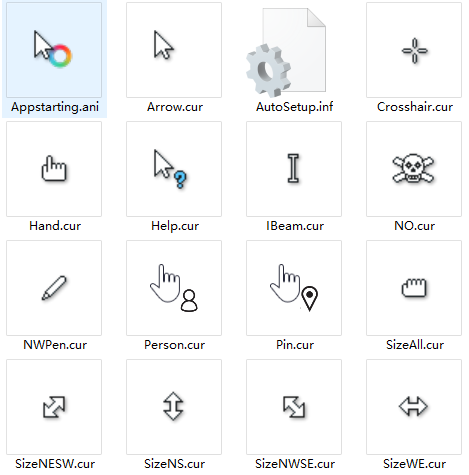 Appstarting.ani
Arrow.cur
AutoSetup.inf
Crosshair.cur
Hand.cur
Help.cur
IBeam.cur
NO.cur
NWPen.cur
Person.cur
Pin.cur
SizeAll.cur
SizeNESW.cur
SizeNS.cur
SizeNWSE.cur
SizeWE.cur